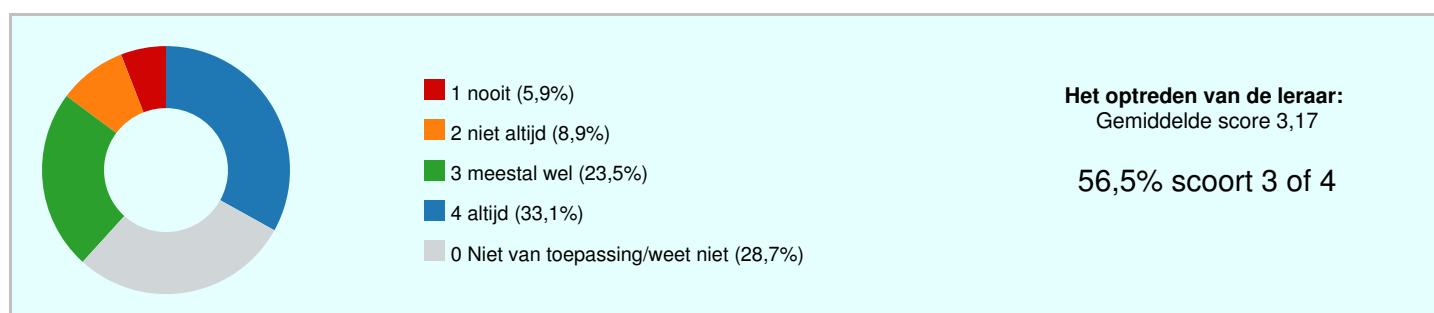 1 nooit (5,9%)
2 niet altijd (8,9%)
3 meestal wel (23,5%)
4 altijd (33,1%)
0 Niet van toepassing/weet niet (28,7%)
Het optreden van de leraar:
Gemiddelde score 3,17
56,5% scoort 3 of 4